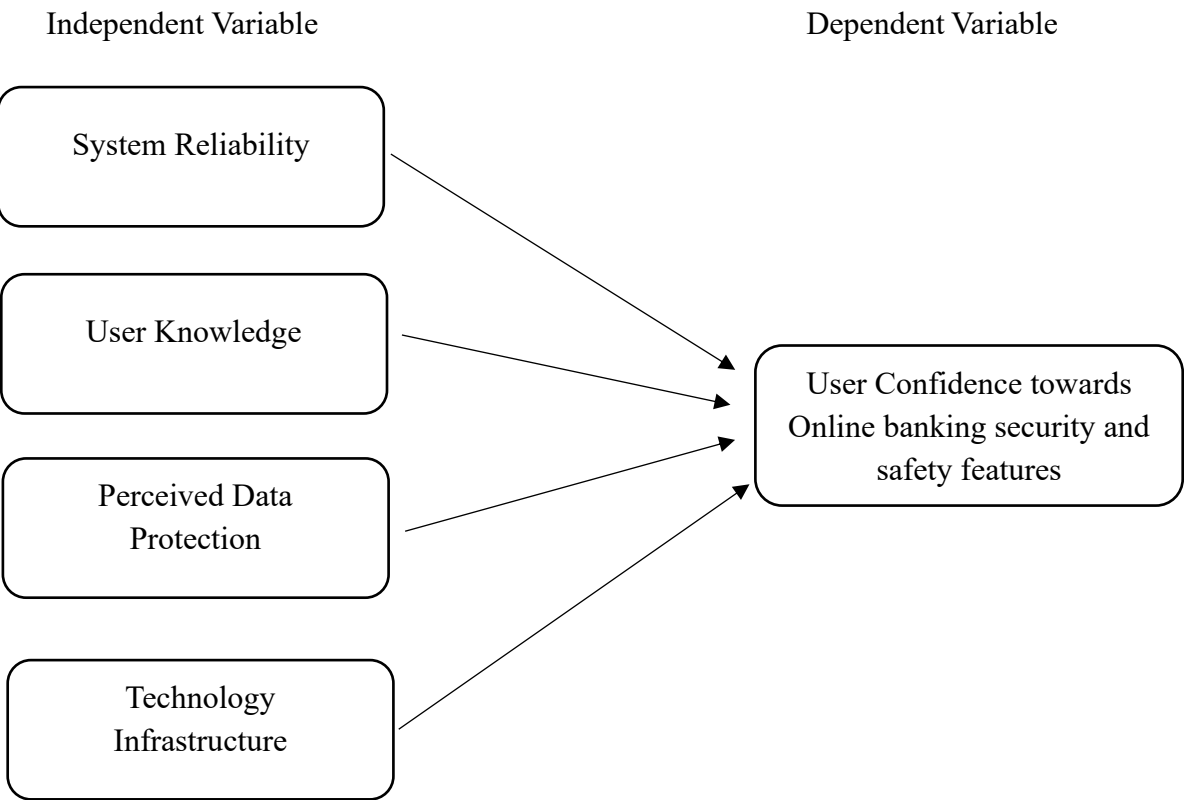 Independent Variable
Dependent Variable
System Reliability
User Knowledge
Perceived Data
Protection
Technology
Infrastructure
User Confidence towards
Online banking security and
safety features